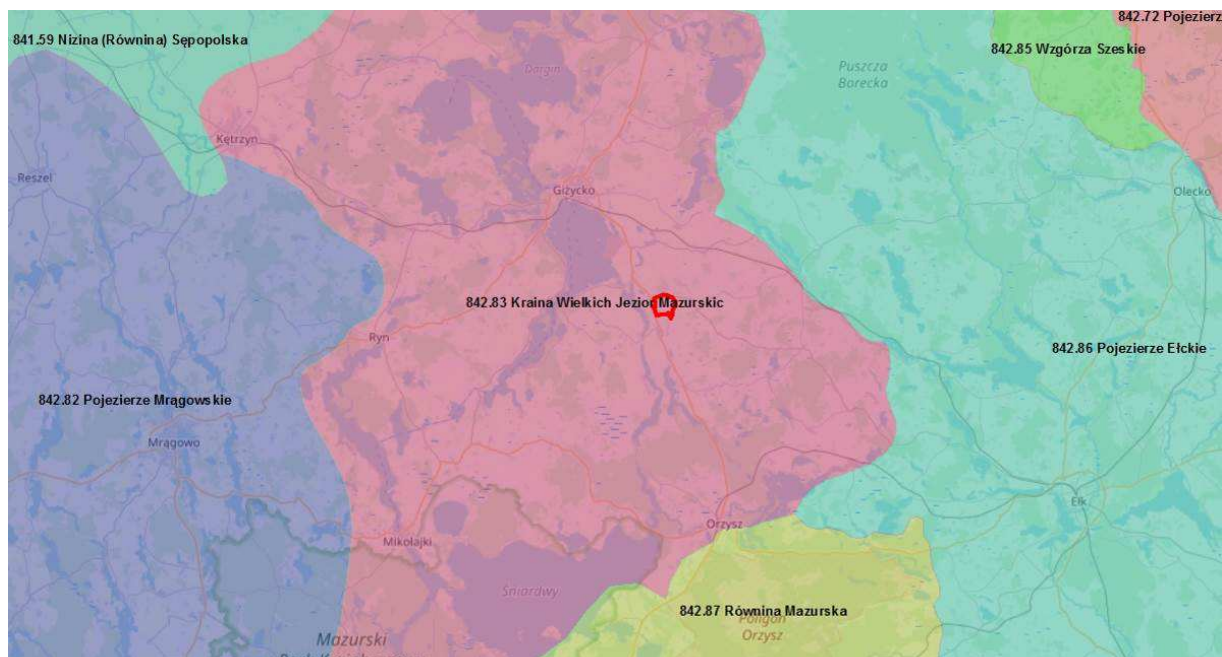 842.72 Pojezierz
841.59 Nizina (Równina) Sępopolska
842.85 Wzgórza Szeskie
Dargin
Puszcza
Borecka
Kętrzyn
Reszel
Giżycko
Olecko
842.83 Kraina Wielkich Jezior Mazurskic
Ryn
842.86 Pojezierze Ełckie
842.82 Pojezierze Mrągowskie
Mrągowo
Ełk
Orzysz
Mikołajki
Śniardwy
842.87 Równina Mazurska
Poligon
Orzysz
Mazurski